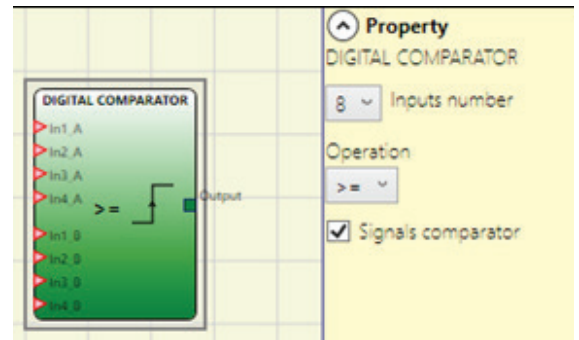 DIGITAL COMPARATOR
In1_A
In2_A
In3_A
In4_A
>=
Output
In1_B
In2_B
In3_B
In4_B
Property
DIGITAL COMPARATOR
8 Inputs number
Operation
>=
Signals comparator